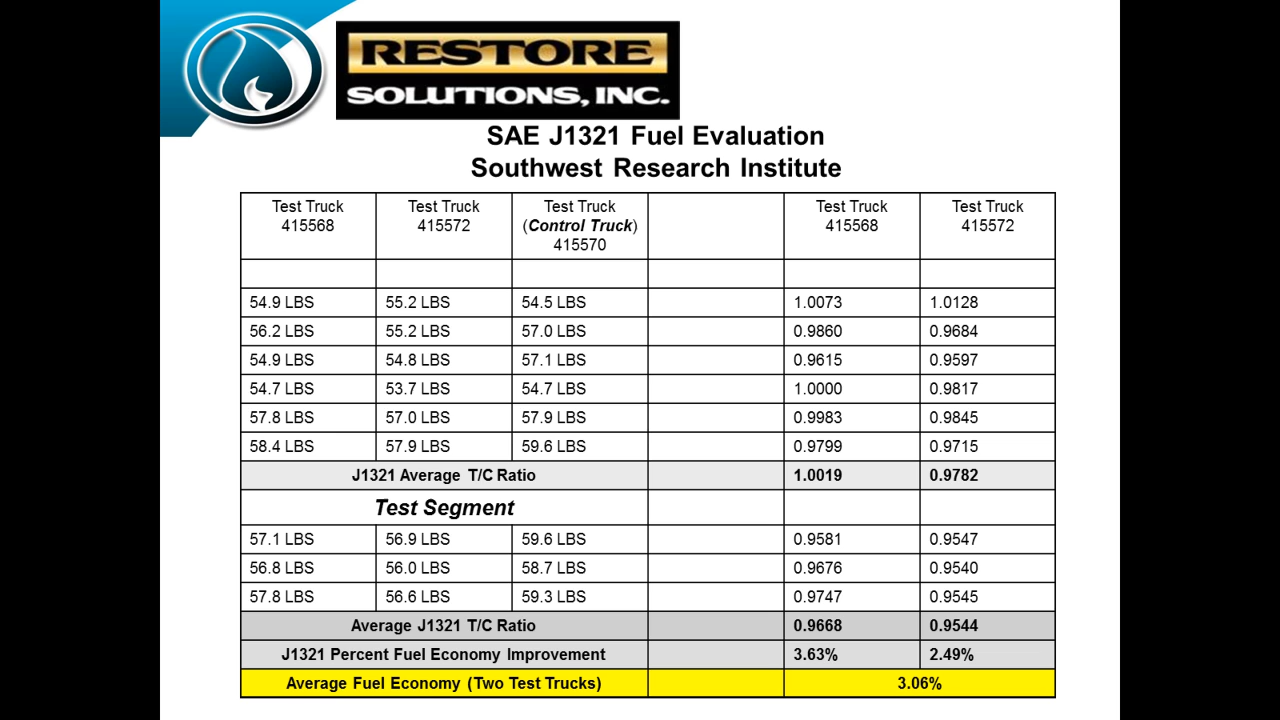 RESTORE
SOLUTIONS, INC.
SAE J1321 Fuel Evaluation
Southwest Research Institute
Test Truck 415568 Test Truck 415572 Test Truck (Control Truck) 415570 Test Truck 415568 Test Truck 415572
54.9 LBS 55.2 LBS 54.5 LBS 1.0073 1.0128
56.2 LBS 55.2 LBS 57.0 LBS 0.9860 0.9684
54.9 LBS 54.8 LBS 57.1 LBS 0.9615 0.9597
54.7 LBS 53.7 LBS 54.7 LBS 1.0000 0.9817
57.8 LBS 57.0 LBS 57.9 LBS 0.9983 0.9845
58.4 LBS 57.9 LBS 59.6 LBS 0.9799 0.9715
J1321 Average T/C Ratio 1.0019 0.9782
Test Segment
57.1 LBS 56.9 LBS 59.6 LBS 0.9581 0.9547
56.8 LBS 56.0 LBS 58.7 LBS 0.9676 0.9540
57.8 LBS 56.6 LBS 59.3 LBS 0.9747 0.9545
Average J1321 T/C Ratio 0.9668 0.9544
J1321 Percent Fuel Economy Improvement 3.63% 2.49%
Average Fuel Economy (Two Test Trucks) 3.06%